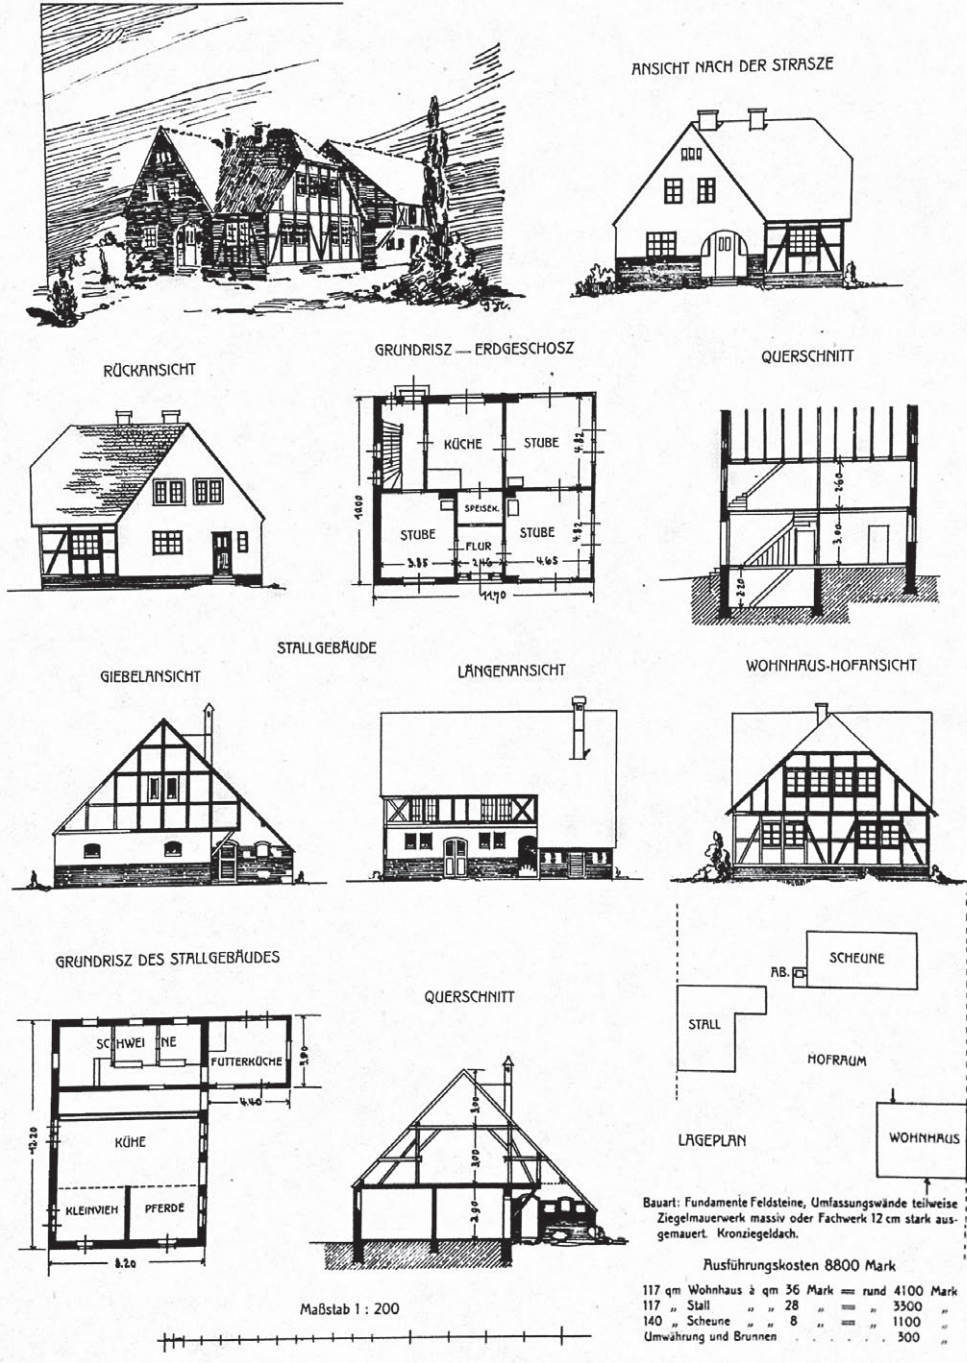 ANSICHT NACH DER STRASZE
RÜCKANSICHT
GRUNDRISZ — ERDGESCHOSZ
QUERSCHNITT
KÜCHE
STUBE
4.82
10.00
SPEISEK.
STUBE
FLUR
STUBE
4.82
3.85
2.46
4.65
11.70
2.60
3.00
2.20
STALLGEBÄUDE
GIEBELANSICHT
LÄNGENANSICHT
WOHNHAUS-HOFANSICHT
GRUNDRISZ DES STALLGEBÄUDES
SCHWEINE
FUTTERKÜCHE
3.90
4.40
12.20
KÜHE
KLEINVIEH
PFERDE
8.20
QUERSCHNITT
3.00
3.00
2.90
SCHEUNE
AB.
STALL
HOFRAUM
LAGEPLAN
WOHNHAUS
Bauart: Fundamente Feldsteine, Umfassungswände teilweise
Ziegelmauerwerk massiv oder Fachwerk 12 cm stark aus-
gemauert. Kronziegeldach.
Ausführungskosten 8800 Mark
117 qm Wohnhaus à qm 36 Mark = rund 4100 Mark
117 „ Stall „ „ 28 „ = „ 3300 „
140 „ Scheune „ „ 8 „ = „ 1100 „
Umwährung und Brunnen . . . . . . 300 „
Maßstab 1 : 200